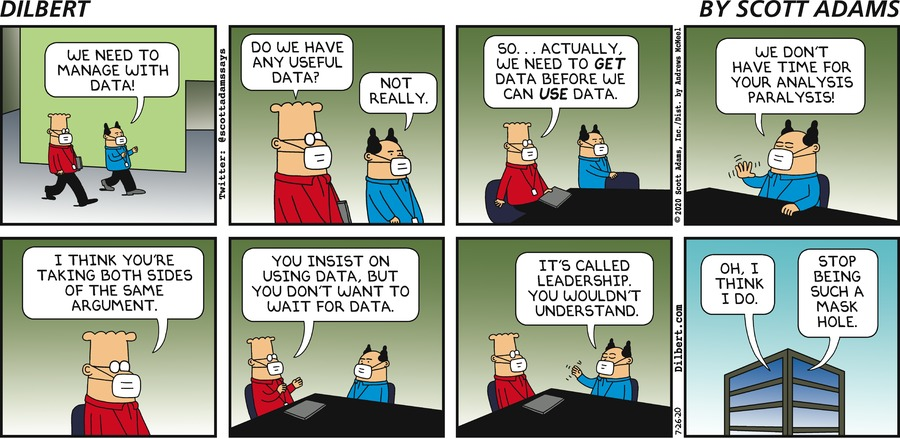 DILBERT
BY SCOTT ADAMS
WE NEED TO
MANAGE WITH
DATA!
Twitter: @scottadamssays
DO WE HAVE
ANY USEFUL
DATA?
NOT
REALLY.
SO. . . ACTUALLY,
WE NEED TO GET
DATA BEFORE WE
CAN USE DATA.
©2020 Scott Adams, Inc./Dist. by Andrews McMeel
WE DON'T
HAVE TIME FOR
YOUR ANALYSIS
PARALYSIS!
I THINK YOU'RE
TAKING BOTH SIDES
OF THE SAME
ARGUMENT.
YOU INSIST ON
USING DATA, BUT
YOU DON'T WANT TO
WAIT FOR DATA.
IT'S CALLED
LEADERSHIP.
YOU WOULDN'T
UNDERSTAND.
7-26-20 Dilbert.com
OH, I
THINK
I DO.
STOP
BEING
SUCH A
MASK
HOLE.